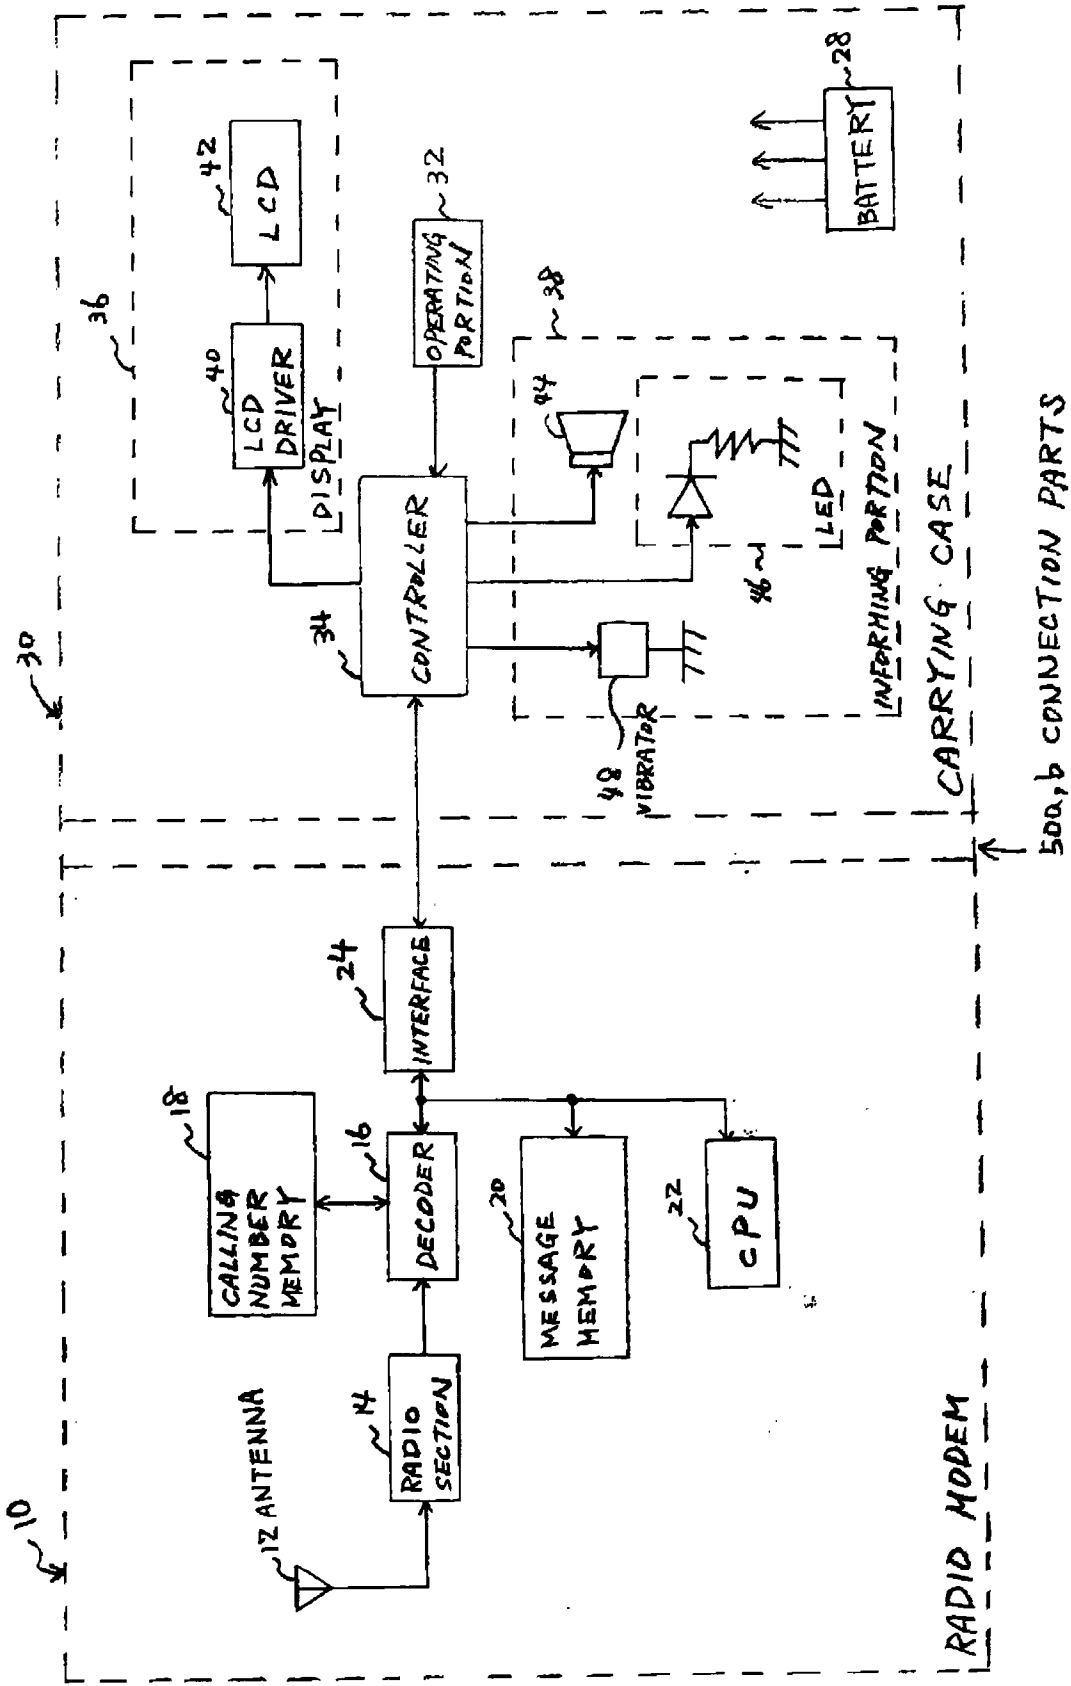 10
12 ANTENNA
14
RADIO
SECTION
18
CALLING
NUMBER
MEMORY
16
DECODER
20
MESSAGE
MEMORY
22
CPU
24
INTERFACE
RADIO MODEM
30
36
40
LCD
DRIVER
42
LCD
DISPLAY
34
CONTROLLER
32
OPERATING
PORTION
38
44
46
LED
48
VIBRATOR
INFORMING PORTION
28
BATTERY
CARRYING CASE
50a,b CONNECTION PARTS